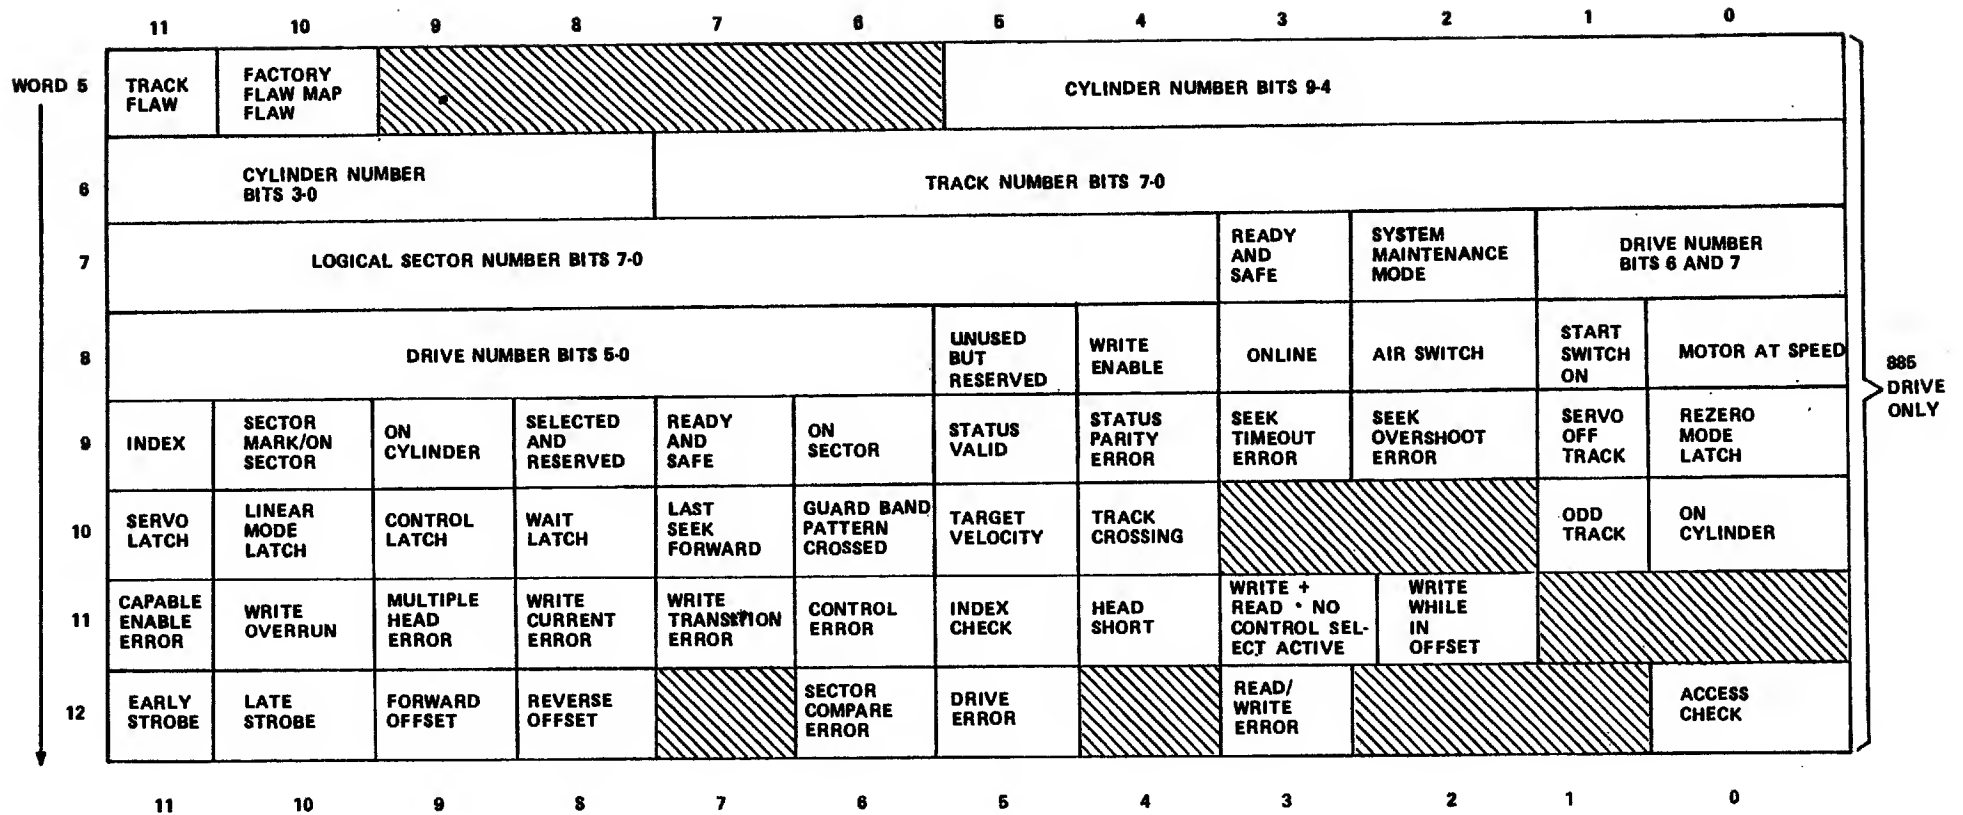 11 10 9 8 7 6 5 4 3 2 1 0
WORD 5
TRACK
FLAW
FACTORY
FLAW MAP
FLAW
CYLINDER NUMBER BITS 9-4
6
CYLINDER NUMBER
BITS 3-0
TRACK NUMBER BITS 7-0
7
LOGICAL SECTOR NUMBER BITS 7-0
READY
AND
SAFE
SYSTEM
MAINTENANCE
MODE
DRIVE NUMBER
BITS 6 AND 7
8
DRIVE NUMBER BITS 5-0
UNUSED
BUT
RESERVED
WRITE
ENABLE
ONLINE
AIR SWITCH
START
SWITCH
ON
MOTOR AT SPEED
885
DRIVE
ONLY
9
INDEX
SECTOR
MARK/ON
SECTOR
ON
CYLINDER
SELECTED
AND
RESERVED
READY
AND
SAFE
ON
SECTOR
STATUS
VALID
STATUS
PARITY
ERROR
SEEK
TIMEOUT
ERROR
SEEK
OVERSHOOT
ERROR
SERVO
OFF
TRACK
REZERO
MODE
LATCH
10
SERVO
LATCH
LINEAR
MODE
LATCH
CONTROL
LATCH
WAIT
LATCH
LAST
SEEK
FORWARD
GUARD BAND
PATTERN
CROSSED
TARGET
VELOCITY
TRACK
CROSSING
ODD
TRACK
ON
CYLINDER
11
CAPABLE
ENABLE
ERROR
WRITE
OVERRUN
MULTIPLE
HEAD
ERROR
WRITE
CURRENT
ERROR
WRITE
TRANSITION
ERROR
CONTROL
ERROR
INDEX
CHECK
HEAD
SHORT
WRITE +
READ • NO
CONTROL SEL-
ECT ACTIVE
WRITE
WHILE
IN
OFFSET
12
EARLY
STROBE
LATE
STROBE
FORWARD
OFFSET
REVERSE
OFFSET
SECTOR
COMPARE
ERROR
DRIVE
ERROR
READ/
WRITE
ERROR
ACCESS
CHECK
11 10 9 8 7 6 5 4 3 2 1 0